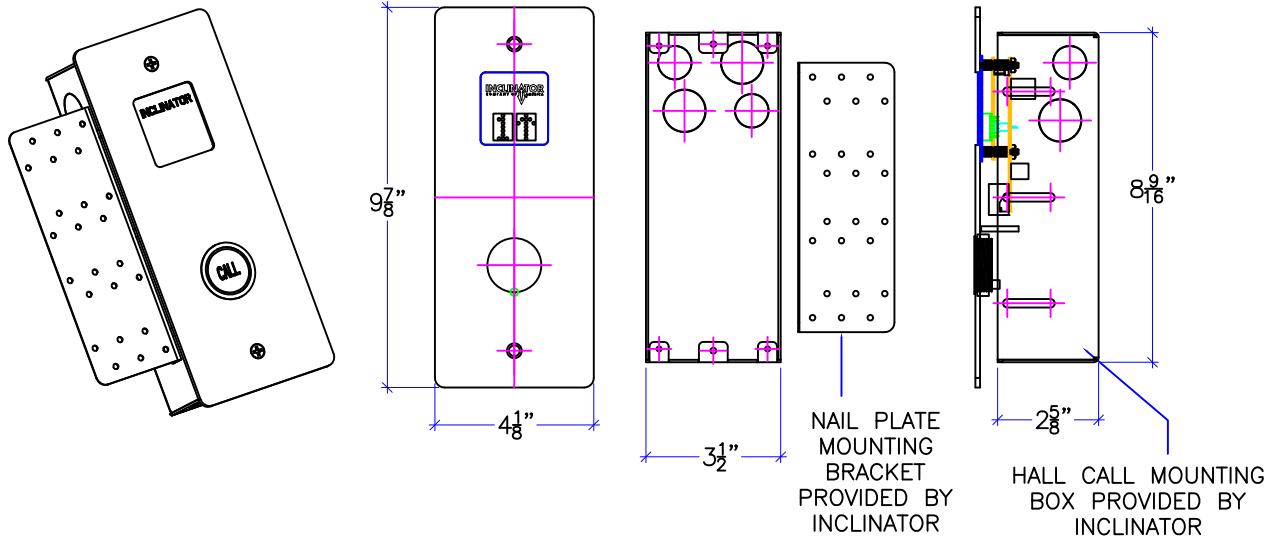 INCLINATOR
CALL
9 7/8"
4 1/8"
INCLINATOR
3 1/2"
NAIL PLATE
MOUNTING
BRACKET
PROVIDED BY
INCLINATOR
8 9/16"
2 5/8"
HALL CALL MOUNTING
BOX PROVIDED BY
INCLINATOR